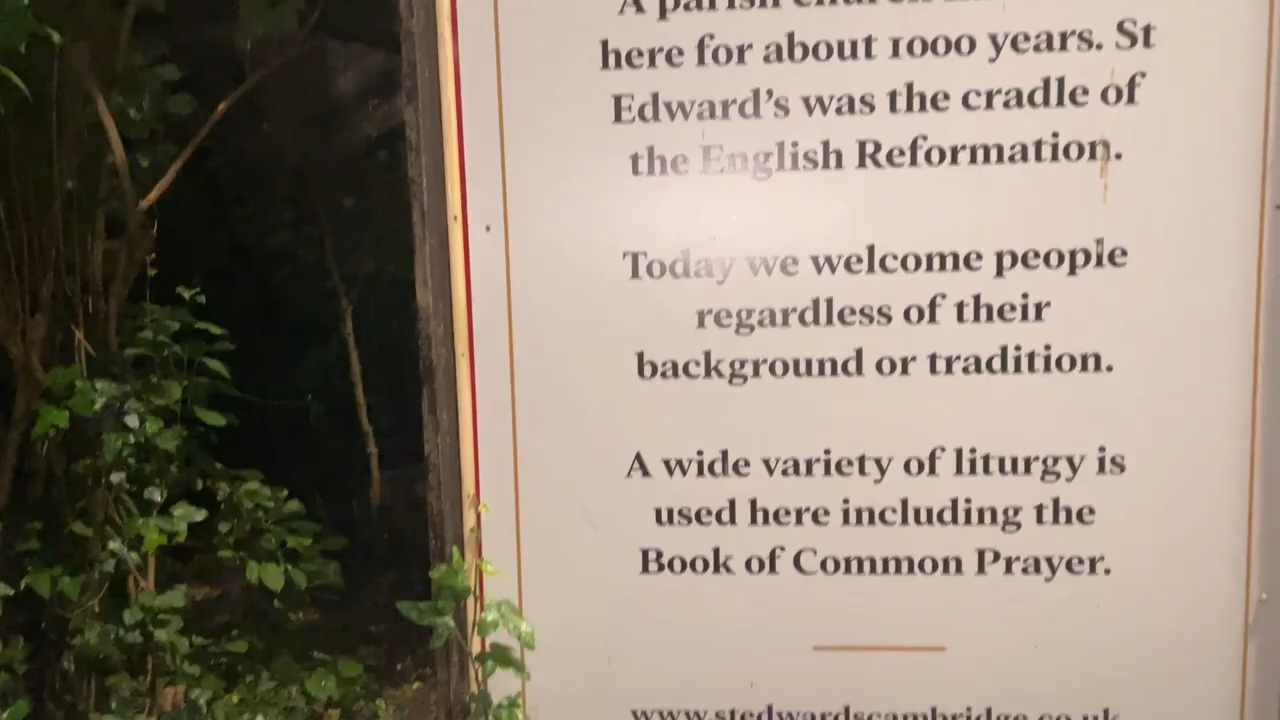 A parish church
here for about 1000 years. St
Edward's was the cradle of
the English Reformation.
Today we welcome people
regardless of their
background or tradition.
A wide variety of liturgy is
used here including the
Book of Common Prayer.
www.stedwardscambridge.co.uk